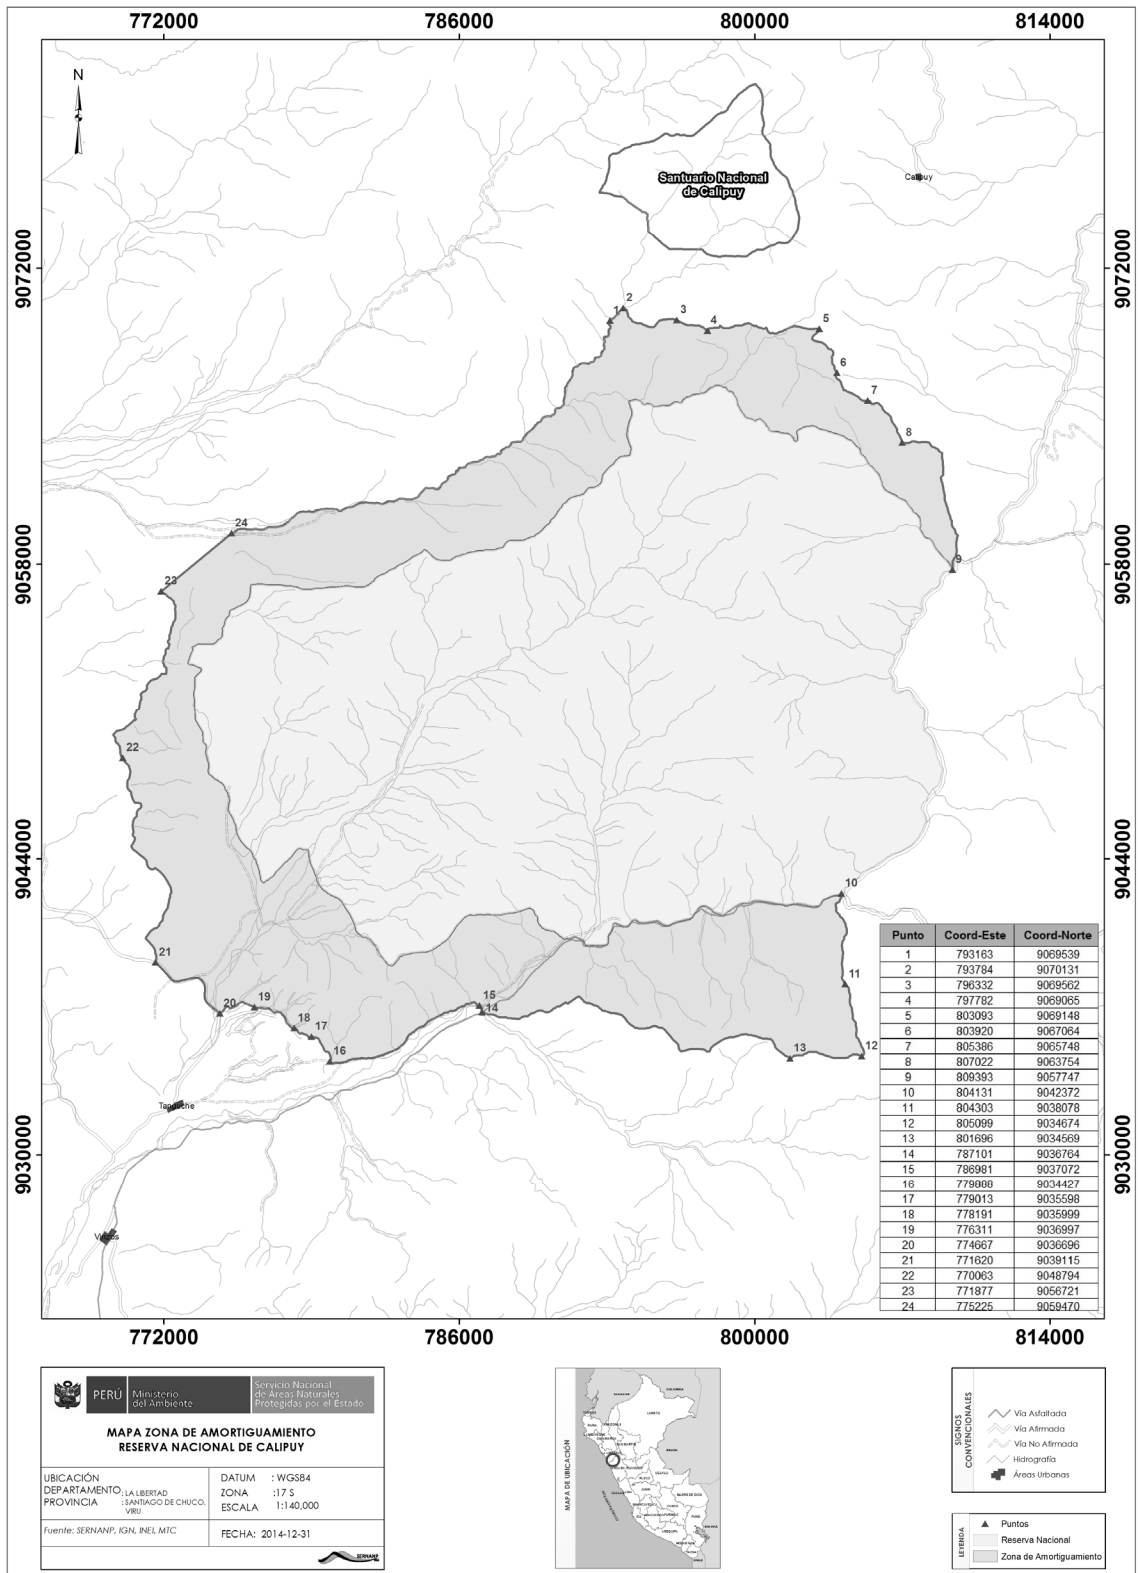 772000 786000 800000 814000
N
Santuario Nacional
de Calipuy
Calipuy
9072000 9072000
1 2 3 4 5
6
7
8
24
9058000 9058000
9
23
22
9044000 9044000
10
21
11
20 19 15
18 17 14
16 13 12
Tanguche
9030000 9030000
Vinzos
Punto Coord-Este Coord-Norte
1 793163 9069539
2 793784 9070131
3 796332 9069562
4 797782 9069065
5 803093 9069148
6 803920 9067064
7 805386 9065748
8 807022 9063754
9 809393 9057747
10 804131 9042372
11 804303 9038078
12 805099 9034674
13 801696 9034569
14 787101 9036764
15 786981 9037072
16 779888 9034427
17 779013 9035598
18 778191 9035999
19 776311 9036997
20 774667 9036696
21 771620 9039115
22 770063 9048794
23 771877 9056721
24 775225 9059470
772000 786000 800000 814000
PERÚ Ministerio
del Ambiente
Servicio Nacional
de Áreas Naturales
Protegidas por el Estado
MAPA ZONA DE AMORTIGUAMIENTO
RESERVA NACIONAL DE CALIPUY
UBICACIÓN
DEPARTAMENTO : LA LIBERTAD
PROVINCIA : SANTIAGO DE CHUCO,
VIRU
DATUM : WGS84
ZONA :17 S
ESCALA 1:140,000
Fuente: SERNANP, IGN, INEI, MTC
FECHA: 2014-12-31
SERNANP
MAPA DE UBICACIÓN
COLOMBIA
LORETO
SIGNOS
CONVENCIONALES
Vía Asfaltada
Vía Afirmada
Vía No Afirmada
Hidrografía
Áreas Urbanas
LEYENDA
Puntos
Reserva Nacional
Zona de Amortiguamiento